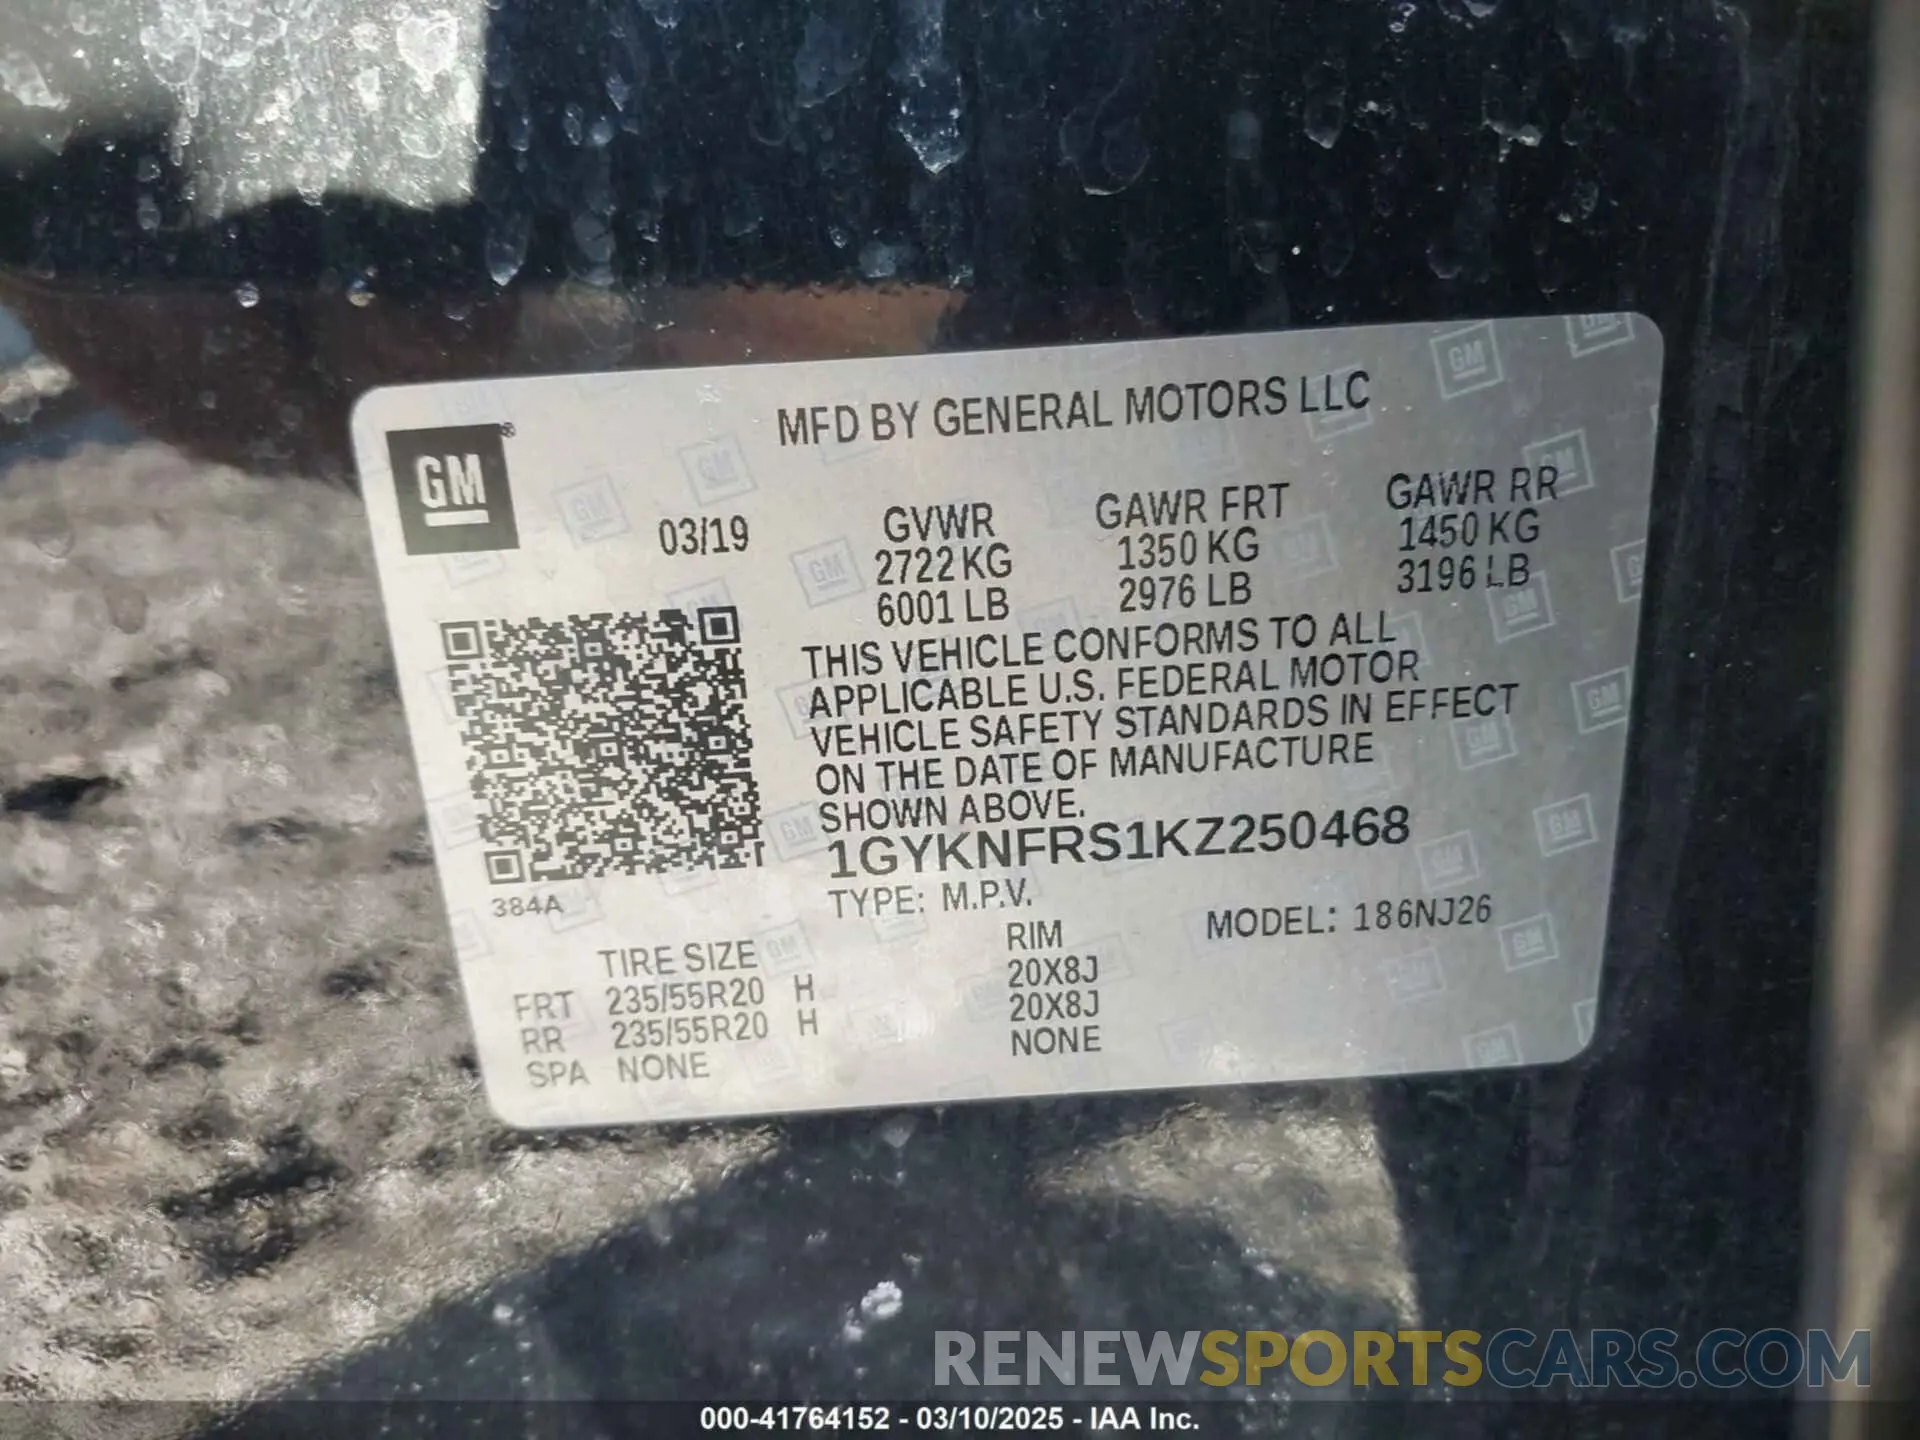 MFD BY GENERAL MOTORS LLC
GM®
03/19
GVWR GAWR FRT GAWR RR
2722 KG 1350 KG 1450 KG
6001 LB 2976 LB 3196 LB
THIS VEHICLE CONFORMS TO ALL
APPLICABLE U.S. FEDERAL MOTOR
VEHICLE SAFETY STANDARDS IN EFFECT
ON THE DATE OF MANUFACTURE
SHOWN ABOVE.
1GYKNFRS1KZ250468
384A
TYPE: M.P.V. MODEL: 186NJ26
TIRE SIZE RIM
FRT 235/55R20 H 20X8J
RR 235/55R20 H 20X8J
SPA NONE NONE
RENEWSPORTSCARS.COM
000-41764152 - 03/10/2025 - IAA Inc.